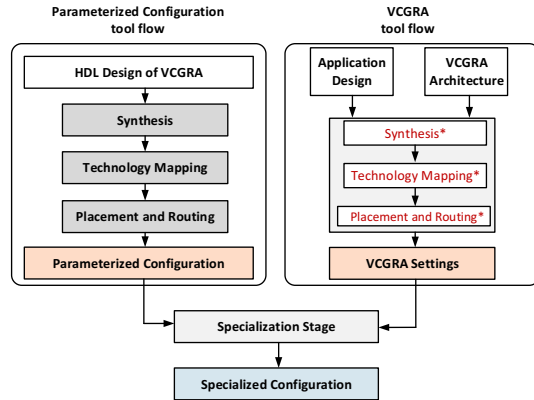 Parameterized Configuration
tool flow
HDL Design of VCGRA
Synthesis
Technology Mapping
Placement and Routing
Parameterized Configuration
VCGRA
tool flow
Application
Design
VCGRA
Architecture
Synthesis*
Technology Mapping*
Placement and Routing*
VCGRA Settings
Specialization Stage
Specialized Configuration